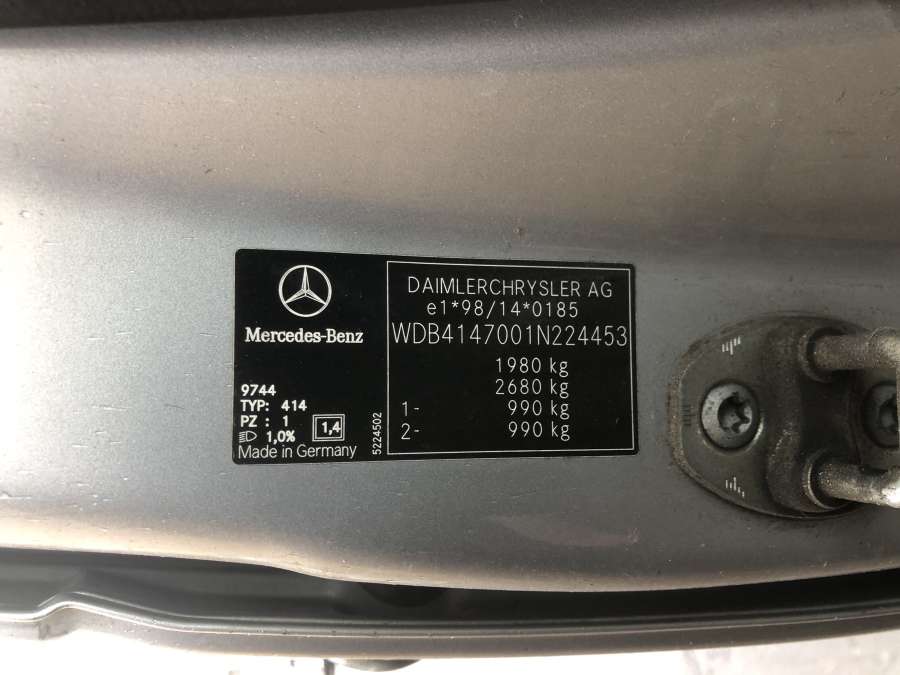 Mercedes-Benz
9744
TYP: 414
PZ : 1
1,0%
1,4
Made in Germany
5224502
DAIMLERCHRYSLER AG
e1*98/14*0185
WDB4147001N224453
1980 kg
2680 kg
1- 990 kg
2- 990 kg